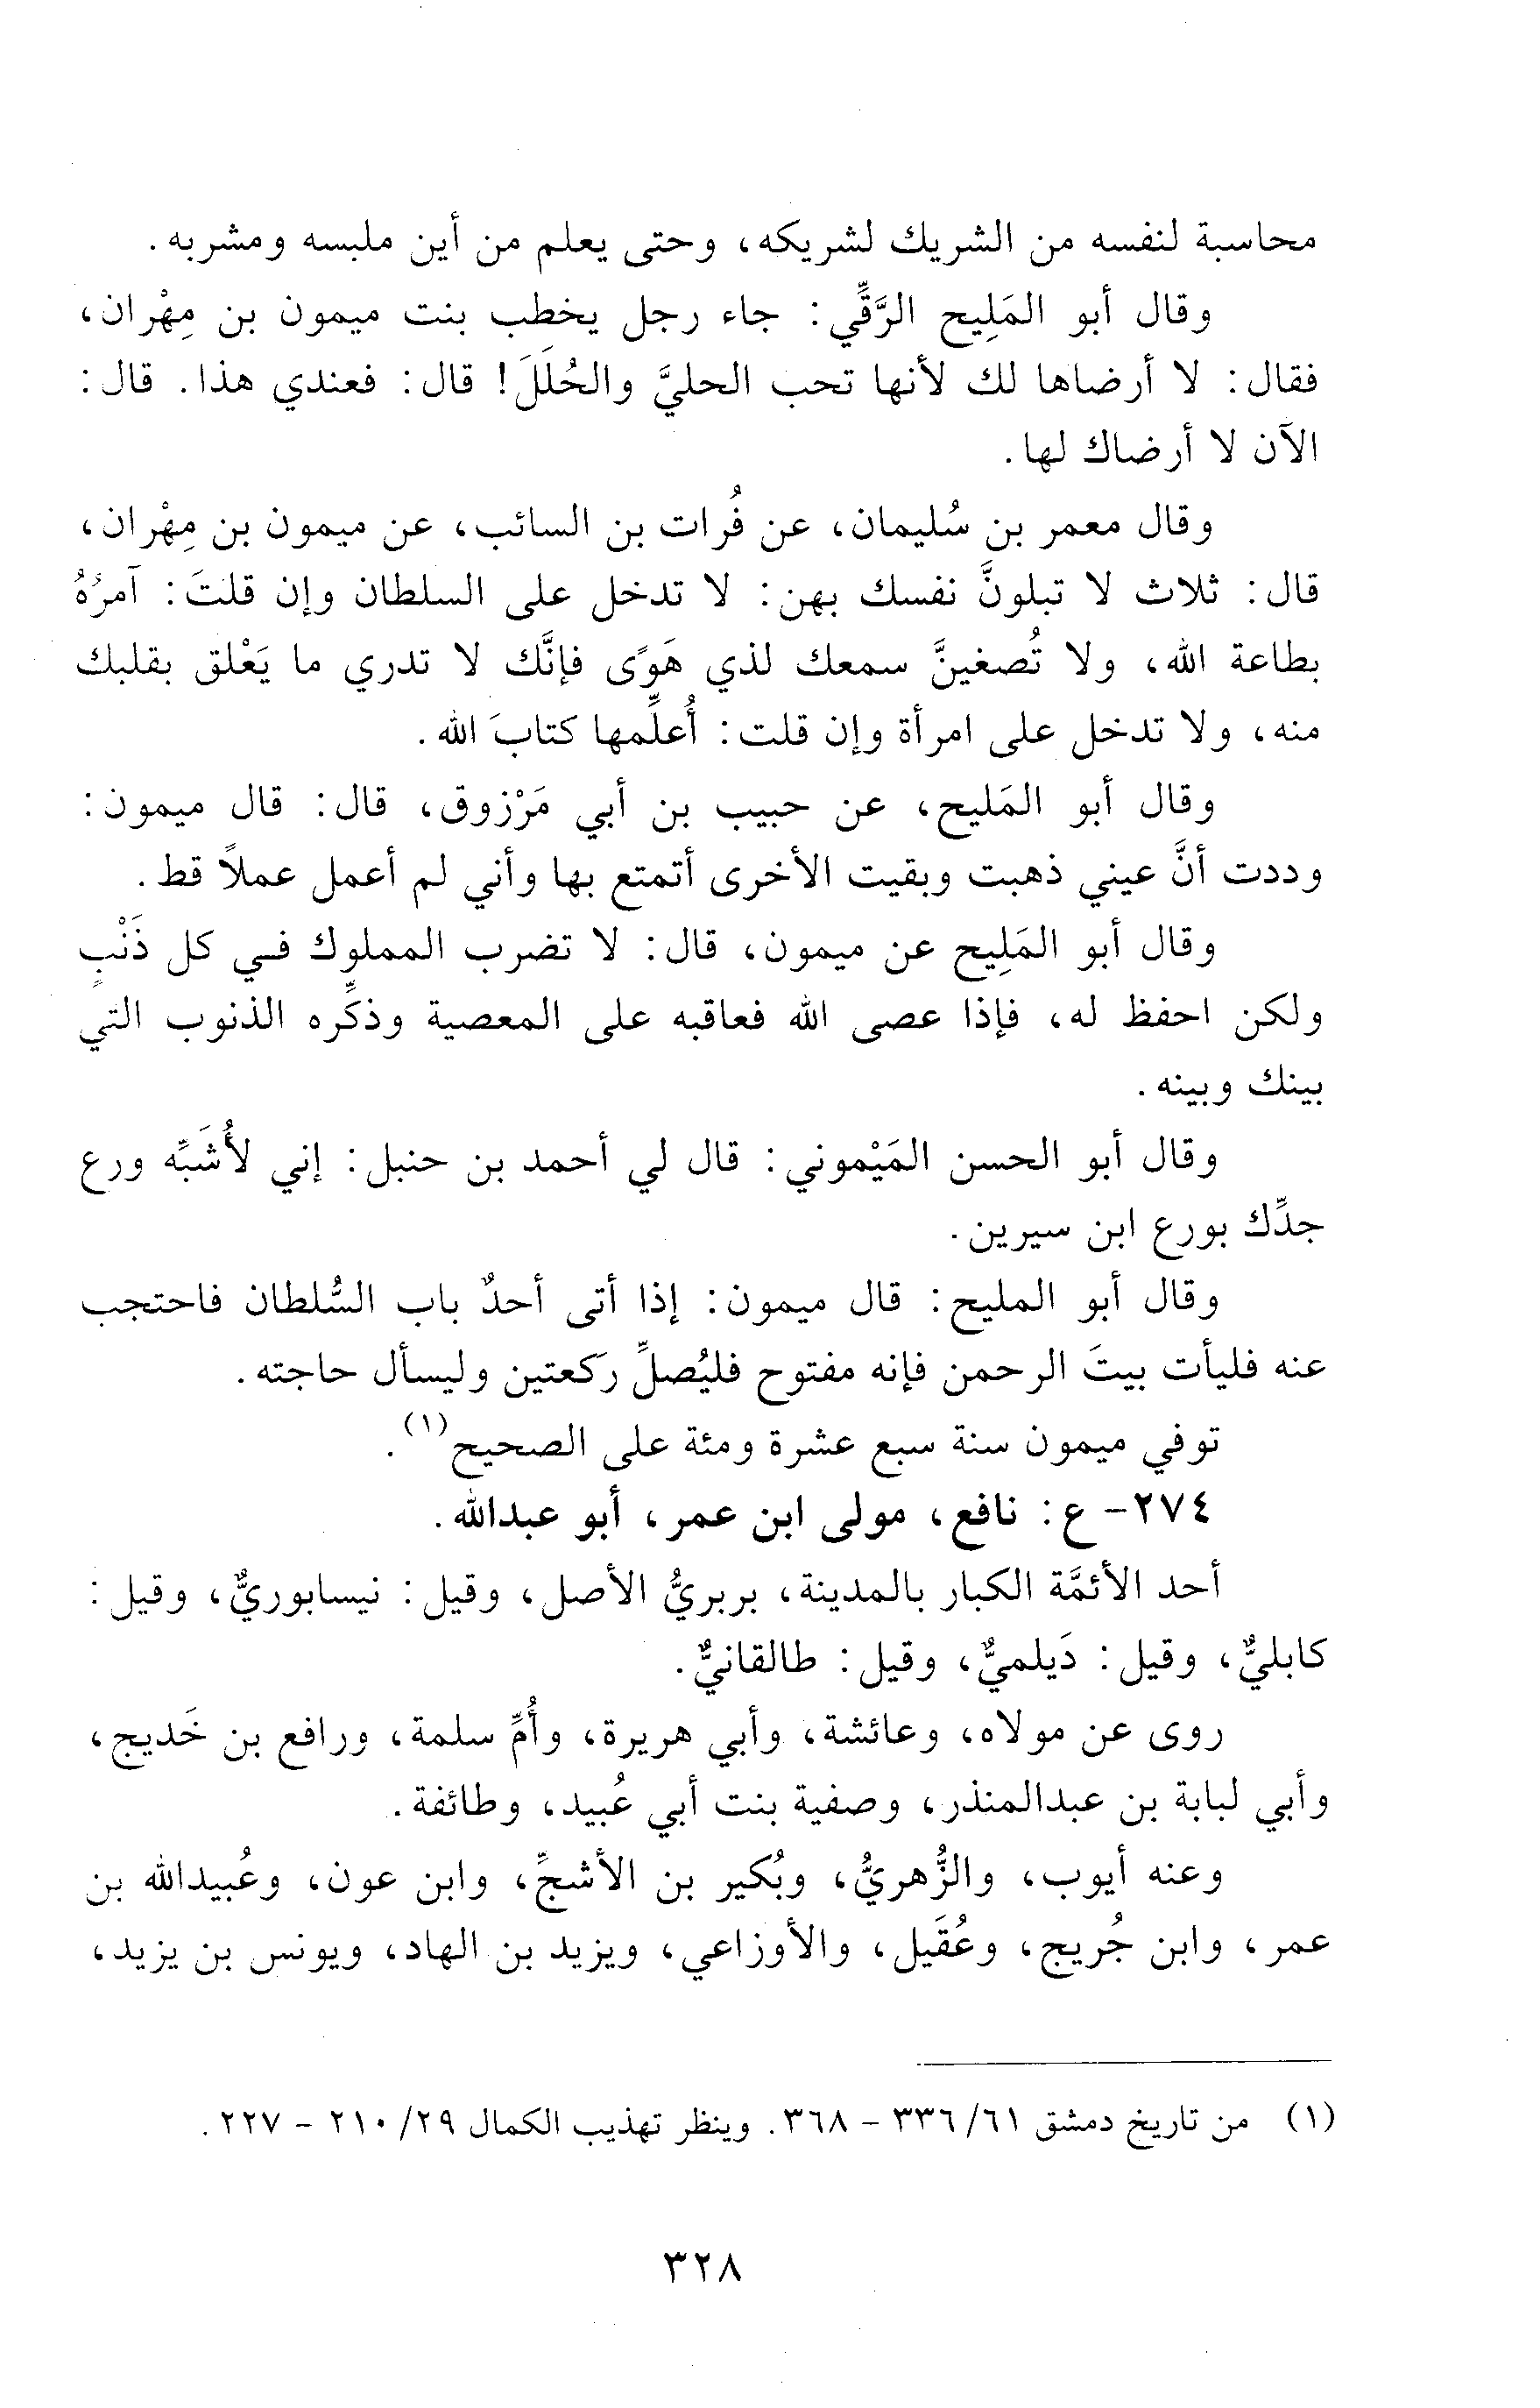 محاسبة لنفسه من الشريك لشريكه، وحتى يعلم من أين ملبسه ومشربه.
وقال أبو المَلِيح الرَّقِّي: جاء رجل يخطب بنت ميمون بن مِهْران،
فقال: لا أرضاها لك لأنها تحب الحليَّ والحُلَلَ! قال: فعندي هذا. قال:
الآن لا أرضاك لها.
وقال معمر بن سُليمان، عن فُرات بن السائب، عن ميمون بن مِهْران،
قال: ثلاث لا تبلونَّ نفسك بهن: لا تدخل على السلطان وإن قلتَ: آمرُهُ
بطاعة الله، ولا تُصغينَّ سمعك لذي هَوًى فإنَّك لا تدري ما يَعْلق بقلبك
منه، ولا تدخل على امرأة وإن قلت: أُعلِّمها كتابَ الله.
وقال أبو المَليح، عن حبيب بن أبي مَرْزوق، قال: قال ميمون:
وددت أنَّ عيني ذهبت وبقيت الأخرى أتمتع بها وأني لم أعمل عملاً قط.
وقال أبو المَلِيح عن ميمون، قال: لا تضرب المملوك في كل ذَنْبٍ
ولكن احفظ له، فإذا عصى الله فعاقبه على المعصية وذكِّره الذنوب التي
بينك وبينه.
وقال أبو الحسن المَيْموني: قال لي أحمد بن حنبل: إني لأُشَبِّه ورع
جدِّك بورع ابن سيرين.
وقال أبو المليح: قال ميمون: إذا أتى أحدٌ باب السُّلطان فاحتجب
عنه فليأت بيتَ الرحمن فإنه مفتوح فليُصلِّ ركعتين وليسأل حاجته.
توفي ميمون سنة سبع عشرة ومئة على الصحيح(١).
٢٧٤- ع: نافع، مولى ابن عمر، أبو عبدالله.
أحد الأئمَّة الكبار بالمدينة، بربريُّ الأصل، وقيل: نيسابوريٌّ، وقيل:
كابليٌّ، وقيل: دَيلميٌّ، وقيل: طالقانيٌّ.
روى عن مولاه، وعائشة، وأبي هريرة، وأُمِّ سلمة، ورافع بن خَديج،
وأبي لبابة بن عبدالمنذر، وصفية بنت أبي عُبيد، وطائفة.
وعنه أيوب، والزُّهريُّ، وبُكير بن الأشجِّ، وابن عون، وعُبيدالله بن
عمر، وابن جُريج، وعُقَيل، والأوزاعي، ويزيد بن الهاد، ويونس بن يزيد،
(١) من تاريخ دمشق ٦١/ ٣٣٦ - ٣٦٨. وينظر تهذيب الكمال ٢٩/ ٢١٠ - ٢٢٧.
٣٢٨